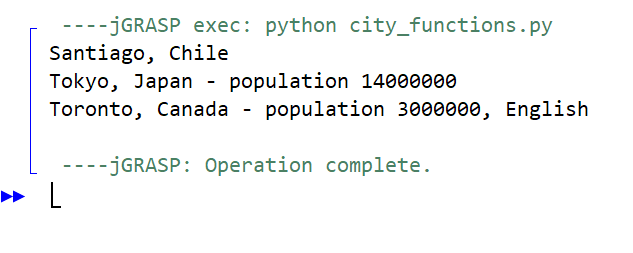 ----jGRASP exec: python city_functions.py
Santiago, Chile
Tokyo, Japan - population 14000000
Toronto, Canada - population 3000000, English
----jGRASP: Operation complete.